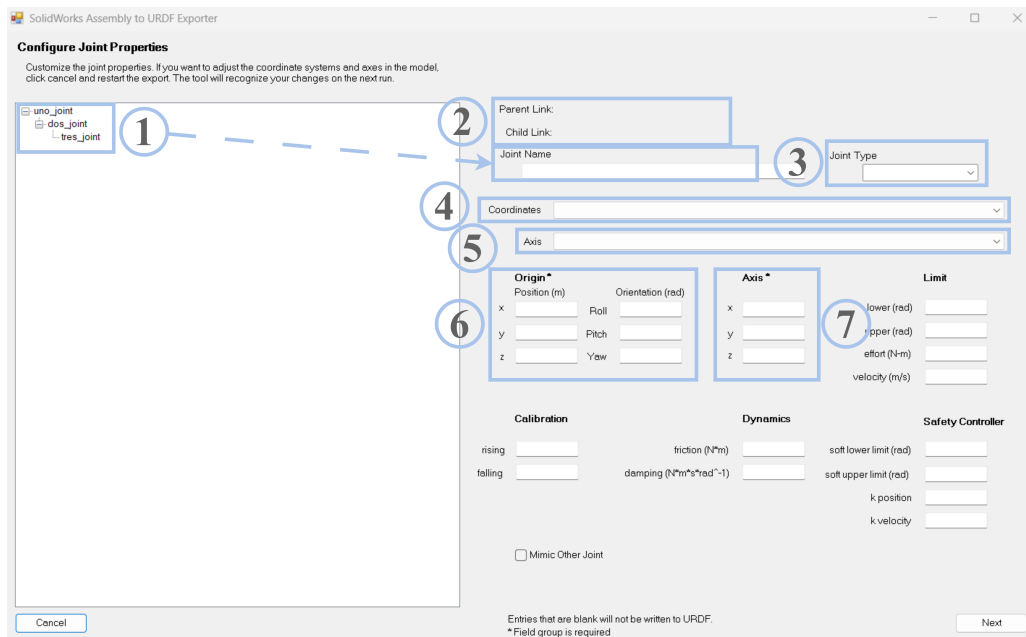 SolidWorks Assembly to URDF Exporter
Configure Joint Properties
Customize the joint properties. If you want to adjust the coordinate systems and axes in the model,
click cancel and restart the export. The tool will recognize your changes on the next run.
uno_joint
dos_joint
tres_joint
1
2
Parent Link:
Child Link:
Joint Name
3
Joint Type
4
Coordinates
5
Axis
Origin*
Position (m)
Orientation (rad)
6
x
Roll
y
Pitch
z
Yaw
Axis*
x
y
z
7
Limit
lower (rad)
upper (rad)
effort (N-m)
velocity (m/s)
Calibration
rising
falling
Dynamics
friction (N*m)
damping (N*m*s*rad^-1)
Safety Controller
soft lower limit (rad)
soft upper limit (rad)
k position
k velocity
Mimic Other Joint
Cancel
Entries that are blank will not be written to URDF.
*Field group is required
Next